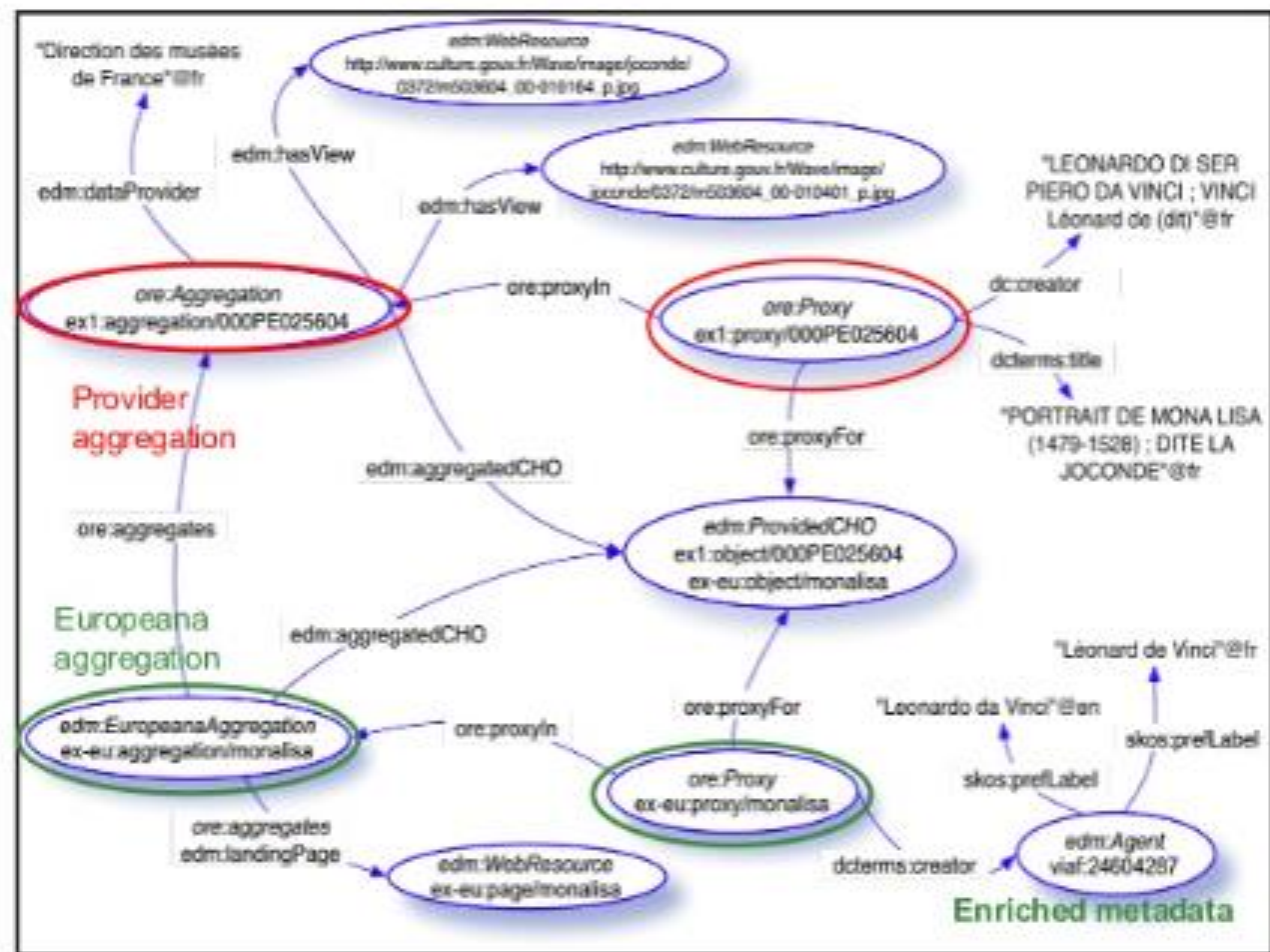 "Direction des musées
de France"@fr
edm:WebResource
http://www.culture.gouv.fr/Wave/image/joconde/
0372/m503604_00-010164_p.jpg
edm:hasView
edm:dataProvider
edm:WebResource
http://www.culture.gouv.fr/Wave/image/
joconde/0372/m503604_00-010401_p.jpg
edm:hasView
"LEONARDO DI SER
PIERO DA VINCI ; VINCI
Léonard de (dit)"@fr
dc:creator
ore:Aggregation
ex1:aggregation/000PE025604
ore:proxyIn
ore:Proxy
ex1:proxy/000PE025604
dcterms:title
"PORTRAIT DE MONA LISA
(1479-1528) ; DITE LA
JOCONDE"@fr
Provider
aggregation
ore:proxyFor
edm:aggregatedCHO
ore:aggregates
edm:ProvidedCHO
ex1:object/000PE025604
ex-eu:object/monalisa
Europeana
aggregation
edm:aggregatedCHO
"Léonard de Vinci"@fr
"Leonardo da Vinci"@en
ore:proxyFor
skos:prefLabel
skos:prefLabel
edm:EuropeanaAggregation
ex-eu:aggregation/monalisa
ore:proxyIn
ore:Proxy
ex-eu:proxy/monalisa
ore:aggregates
edm:landingPage
edm:WebResource
ex-eu:page/monalisa
dcterms:creator
edm:Agent
viaf:24604287
Enriched metadata